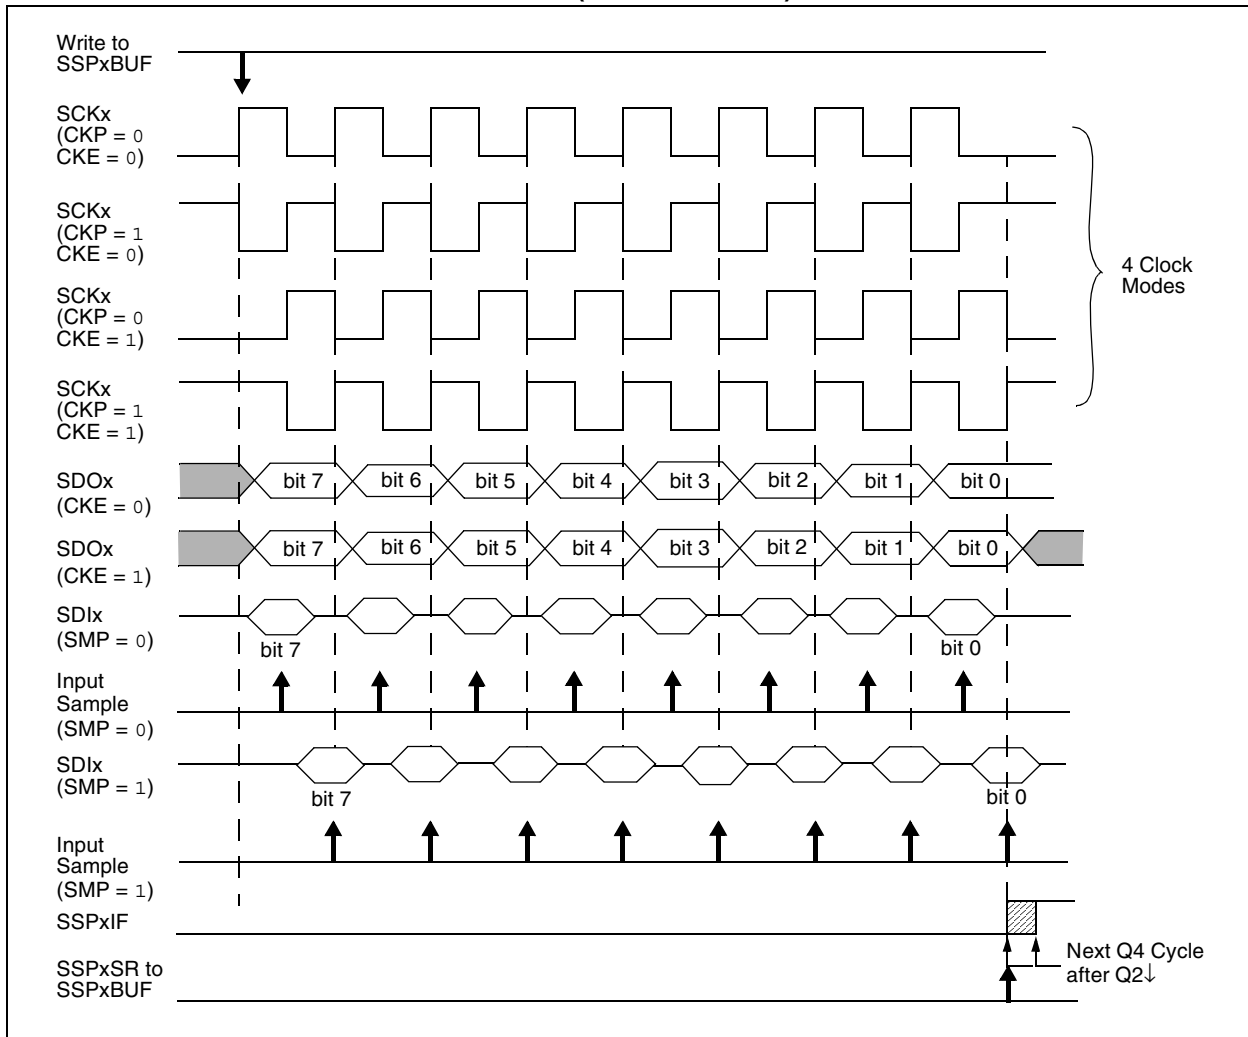 Write to
SSPxBUF
SCKx
(CKP = 0
CKE = 0)
SCKx
(CKP = 1
CKE = 0)
SCKx
(CKP = 0
CKE = 1)
SCKx
(CKP = 1
CKE = 1)
4 Clock
Modes
SDOx
(CKE = 0)
bit 7 bit 6 bit 5 bit 4 bit 3 bit 2 bit 1 bit 0
SDOx
(CKE = 1)
bit 7 bit 6 bit 5 bit 4 bit 3 bit 2 bit 1 bit 0
SDIx
(SMP = 0)
bit 7 bit 0
Input
Sample
(SMP = 0)
SDIx
(SMP = 1)
bit 7 bit 0
Input
Sample
(SMP = 1)
SSPxIF
SSPxSR to
SSPxBUF
Next Q4 Cycle
after Q2↓